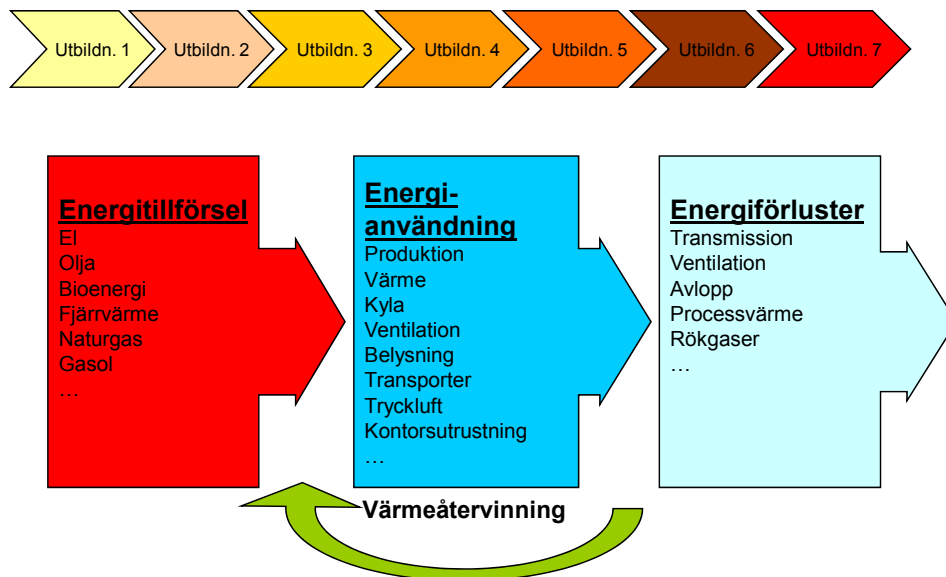 Utbildn. 1
Utbildn. 2
Utbildn. 3
Utbildn. 4
Utbildn. 5
Utbildn. 6
Utbildn. 7
Energitillförsel
El
Olja
Bioenergi
Fjärrvärme
Naturgas
Gasol
…
Energi-
användning
Produktion
Värme
Kyla
Ventilation
Belysning
Transporter
Tryckluft
Kontorsutrustning
…
Energiförluster
Transmission
Ventilation
Avlopp
Processvärme
Rökgaser
…
Värmeåtervinning